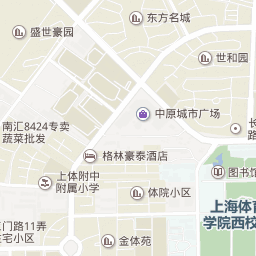 东方名城
盛世豪园
世和园
中原城市广场
南汇8424专卖
蔬菜批发
长
格林豪泰酒店
图书馆
上体附中
附属小学
体院小区
上海体育
学院西校
门路11弄
住宅小区
金体苑